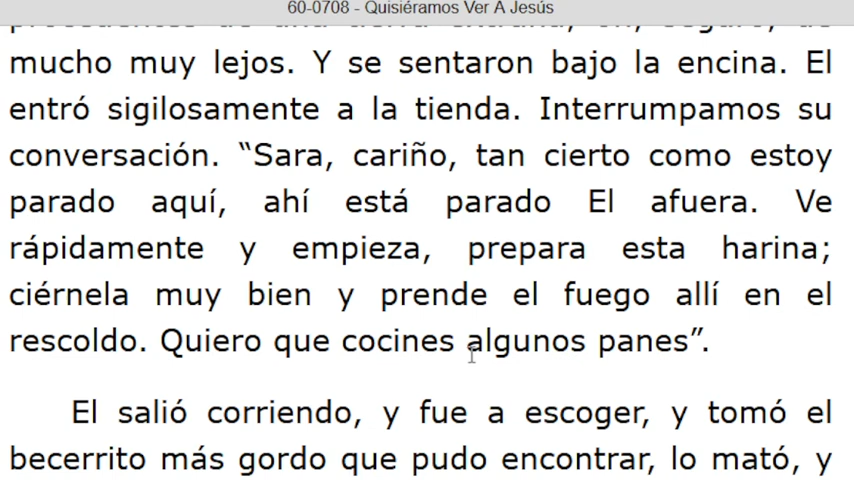 60-0708 - Quisiéramos Ver A Jesús
mucho muy lejos. Y se sentaron bajo la encina. El
entró sigilosamente a la tienda. Interrumpamos su
conversación. “Sara, cariño, tan cierto como estoy
parado aquí, ahí está parado El afuera. Ve
rápidamente y empieza, prepara esta harina;
ciérnela muy bien y prende el fuego allí en el
rescoldo. Quiero que cocines algunos panes”.
El salió corriendo, y fue a escoger, y tomó el
becerrito más gordo que pudo encontrar, lo mató, y